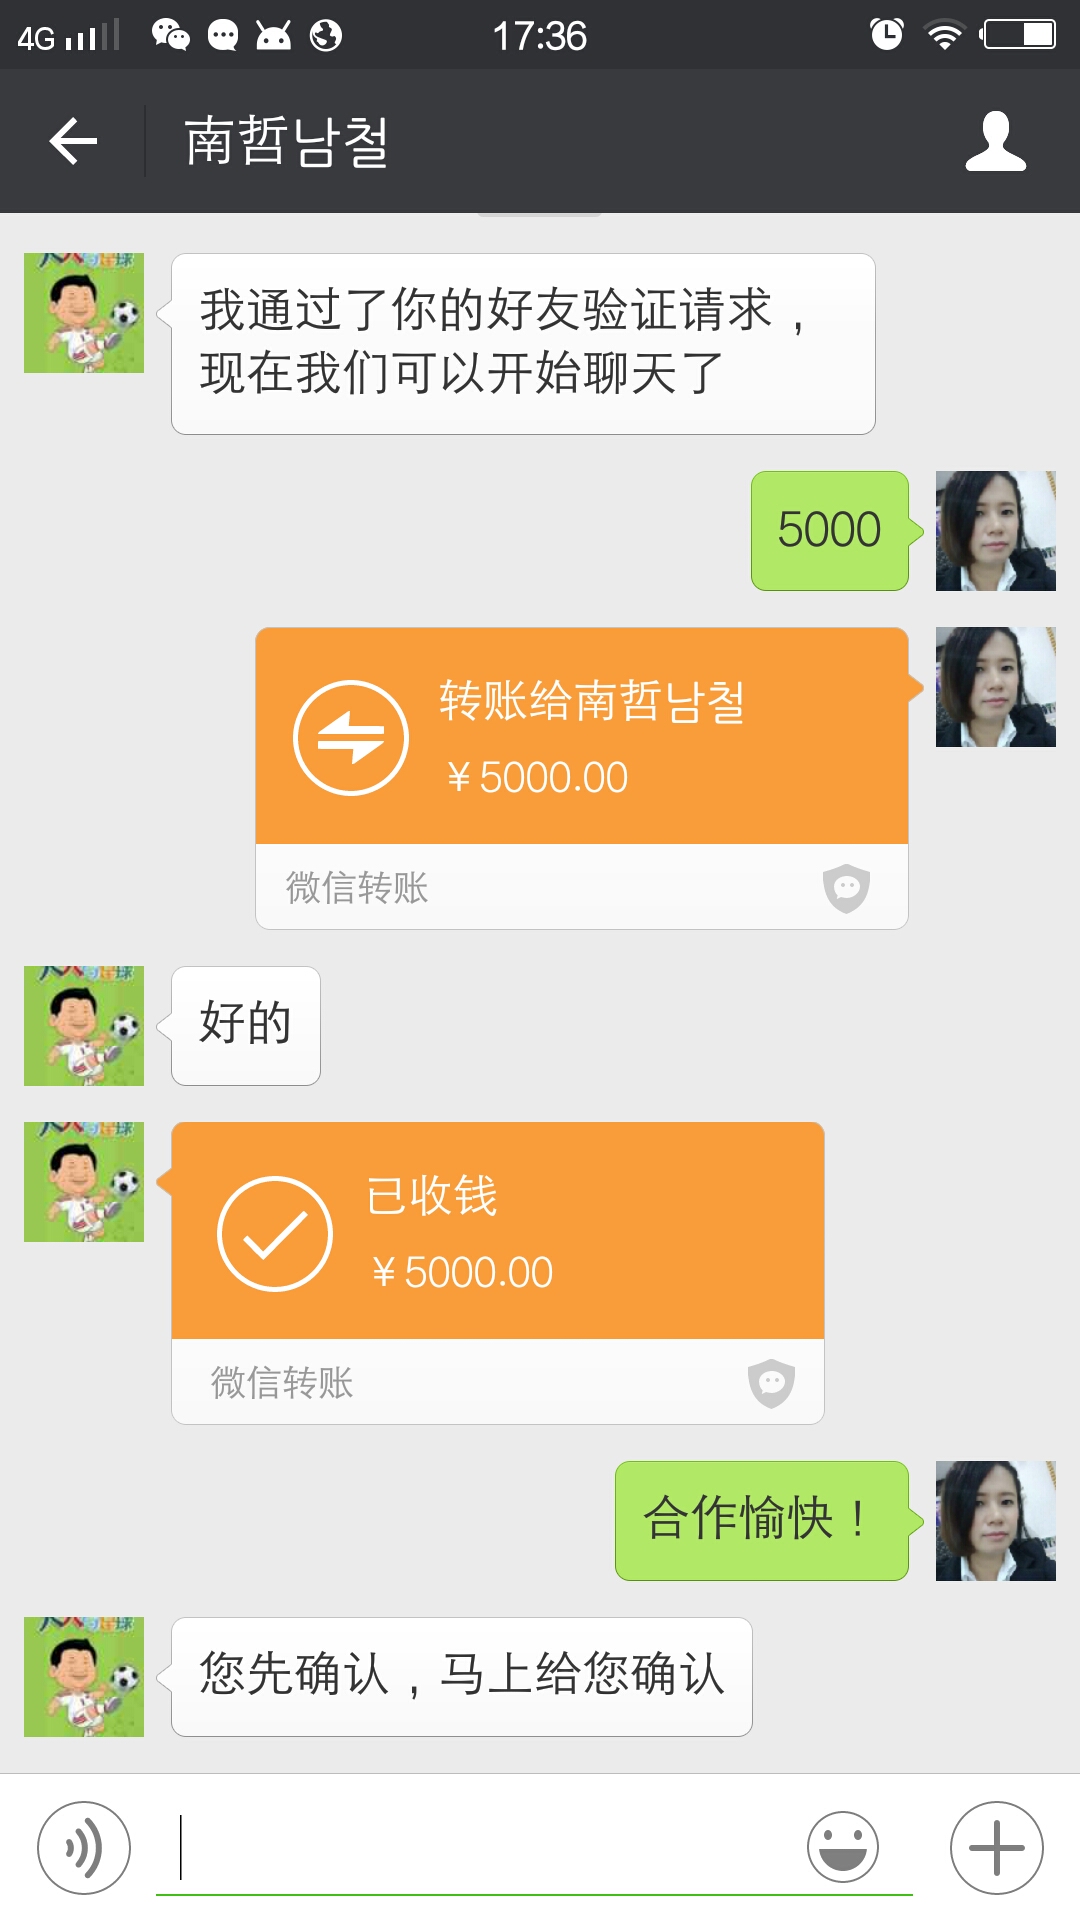 4G 17:36
南哲남철
我通过了你的好友验证请求，
现在我们可以开始聊天了
5000
转账给南哲남철
￥5000.00
微信转账
好的
已收钱
￥5000.00
微信转账
合作愉快！
您先确认，马上给您确认